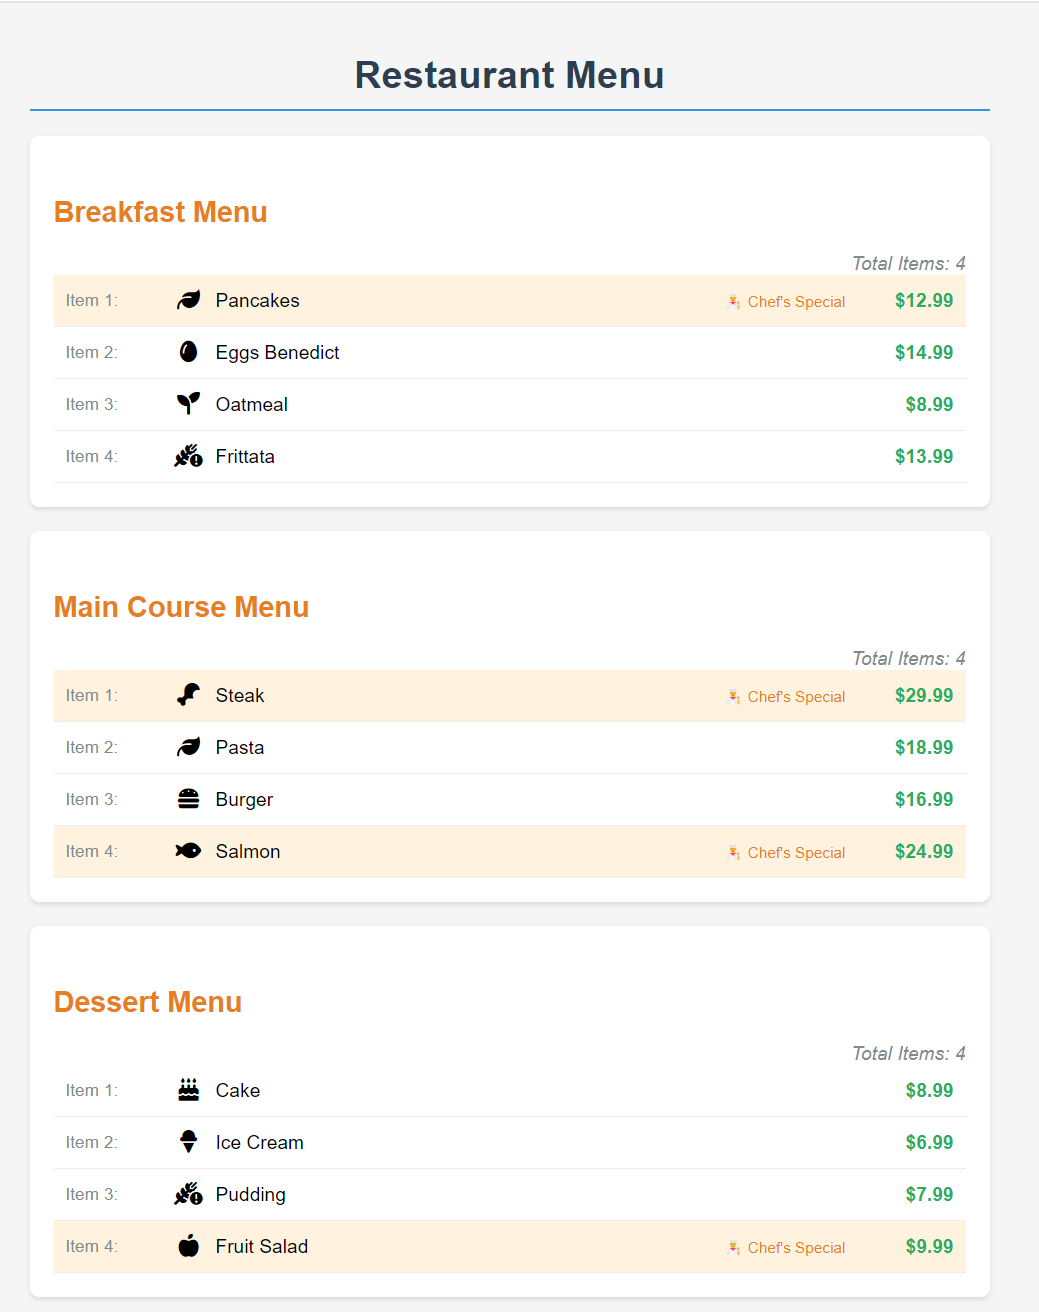 Restaurant Menu
Breakfast Menu
Total Items: 4
Item 1: Pancakes Chef's Special $12.99
Item 2: Eggs Benedict $14.99
Item 3: Oatmeal $8.99
Item 4: Frittata $13.99
Main Course Menu
Total Items: 4
Item 1: Steak Chef's Special $29.99
Item 2: Pasta $18.99
Item 3: Burger $16.99
Item 4: Salmon Chef's Special $24.99
Dessert Menu
Total Items: 4
Item 1: Cake $8.99
Item 2: Ice Cream $6.99
Item 3: Pudding $7.99
Item 4: Fruit Salad Chef's Special $9.99